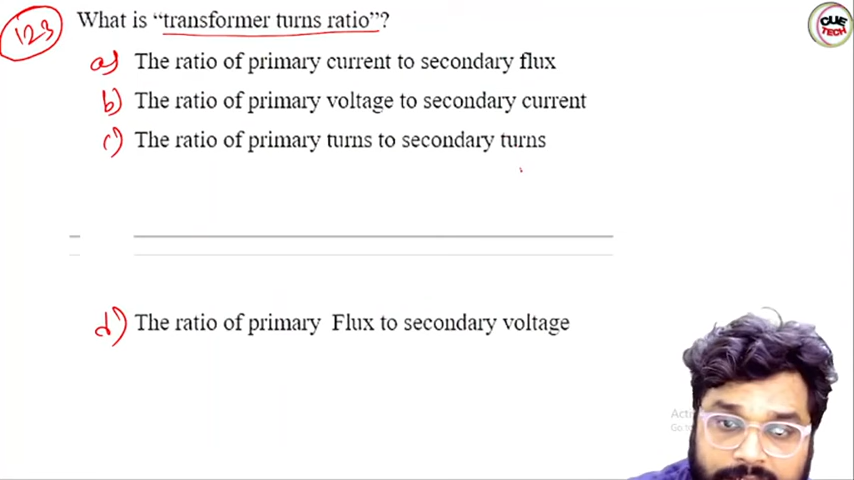 123
What is “transformer turns ratio”?
CUE
TECH
a) The ratio of primary current to secondary flux
b) The ratio of primary voltage to secondary current
c) The ratio of primary turns to secondary turns
d) The ratio of primary Flux to secondary voltage